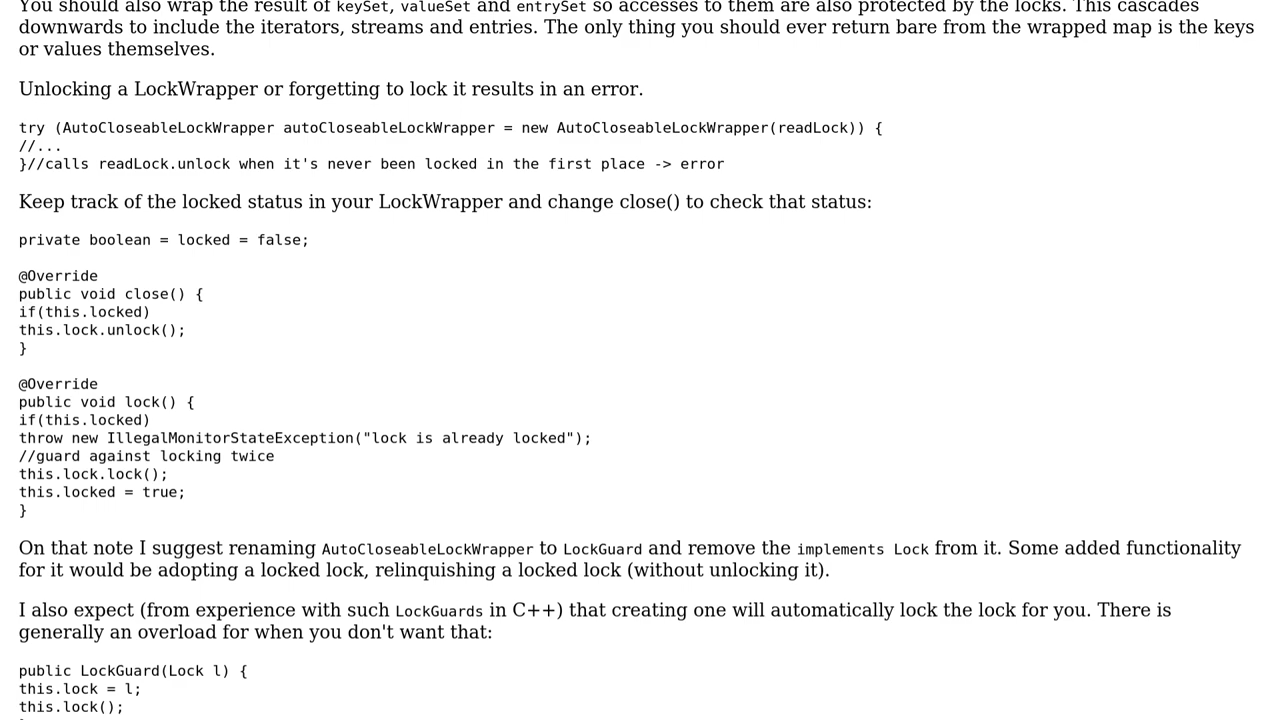 You should also wrap the result of keySet, valueSet and entrySet so accesses to them are also protected by the locks. This cascades
downwards to include the iterators, streams and entries. The only thing you should ever return bare from the wrapped map is the keys
or values themselves.
Unlocking a LockWrapper or forgetting to lock it results in an error.
try (AutoCloseableLockWrapper autoCloseableLockWrapper = new AutoCloseableLockWrapper(readLock)) {
//...
}//calls readLock.unlock when it's never been locked in the first place -> error
Keep track of the locked status in your LockWrapper and change close() to check that status:
private boolean = locked = false;
@Override
public void close() {
if(this.locked)
this.lock.unlock();
}
@Override
public void lock() {
if(this.locked)
throw new IllegalMonitorStateException("lock is already locked");
//guard against locking twice
this.lock.lock();
this.locked = true;
}
On that note I suggest renaming AutoCloseableLockWrapper to LockGuard and remove the implements Lock from it. Some added functionality
for it would be adopting a locked lock, relinquishing a locked lock (without unlocking it).
I also expect (from experience with such LockGuards in C++) that creating one will automatically lock the lock for you. There is
generally an overload for when you don't want that:
public LockGuard(Lock l) {
this.lock = l;
this.lock();